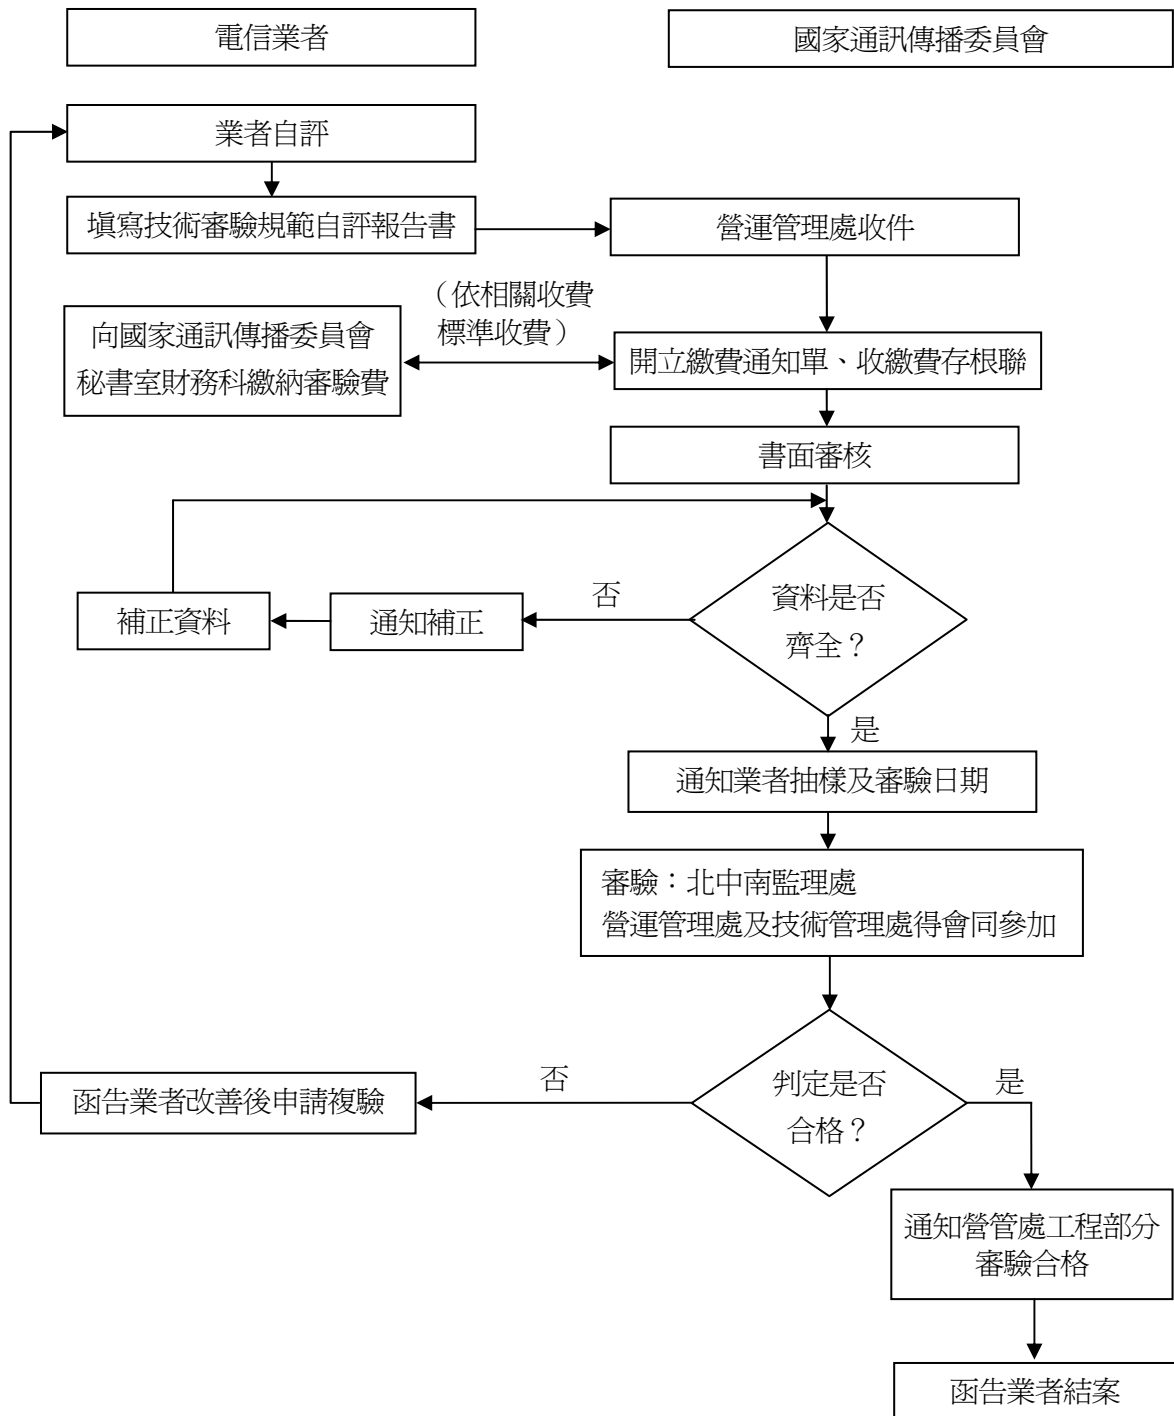 電信業者
國家通訊傳播委員會
業者自評
填寫技術審驗規範自評報告書
營運管理處收件
（依相關收費
標準收費）
向國家通訊傳播委員會
秘書室財務科繳納審驗費
開立繳費通知單、收繳費存根聯
書面審核
資料是否
齊全？
否
通知補正
補正資料
是
通知業者抽樣及審驗日期
審驗：北中南監理處
營運管理處及技術管理處得會同參加
判定是否
合格？
否
是
函告業者改善後申請複驗
通知營管處工程部分
審驗合格
函告業者結案